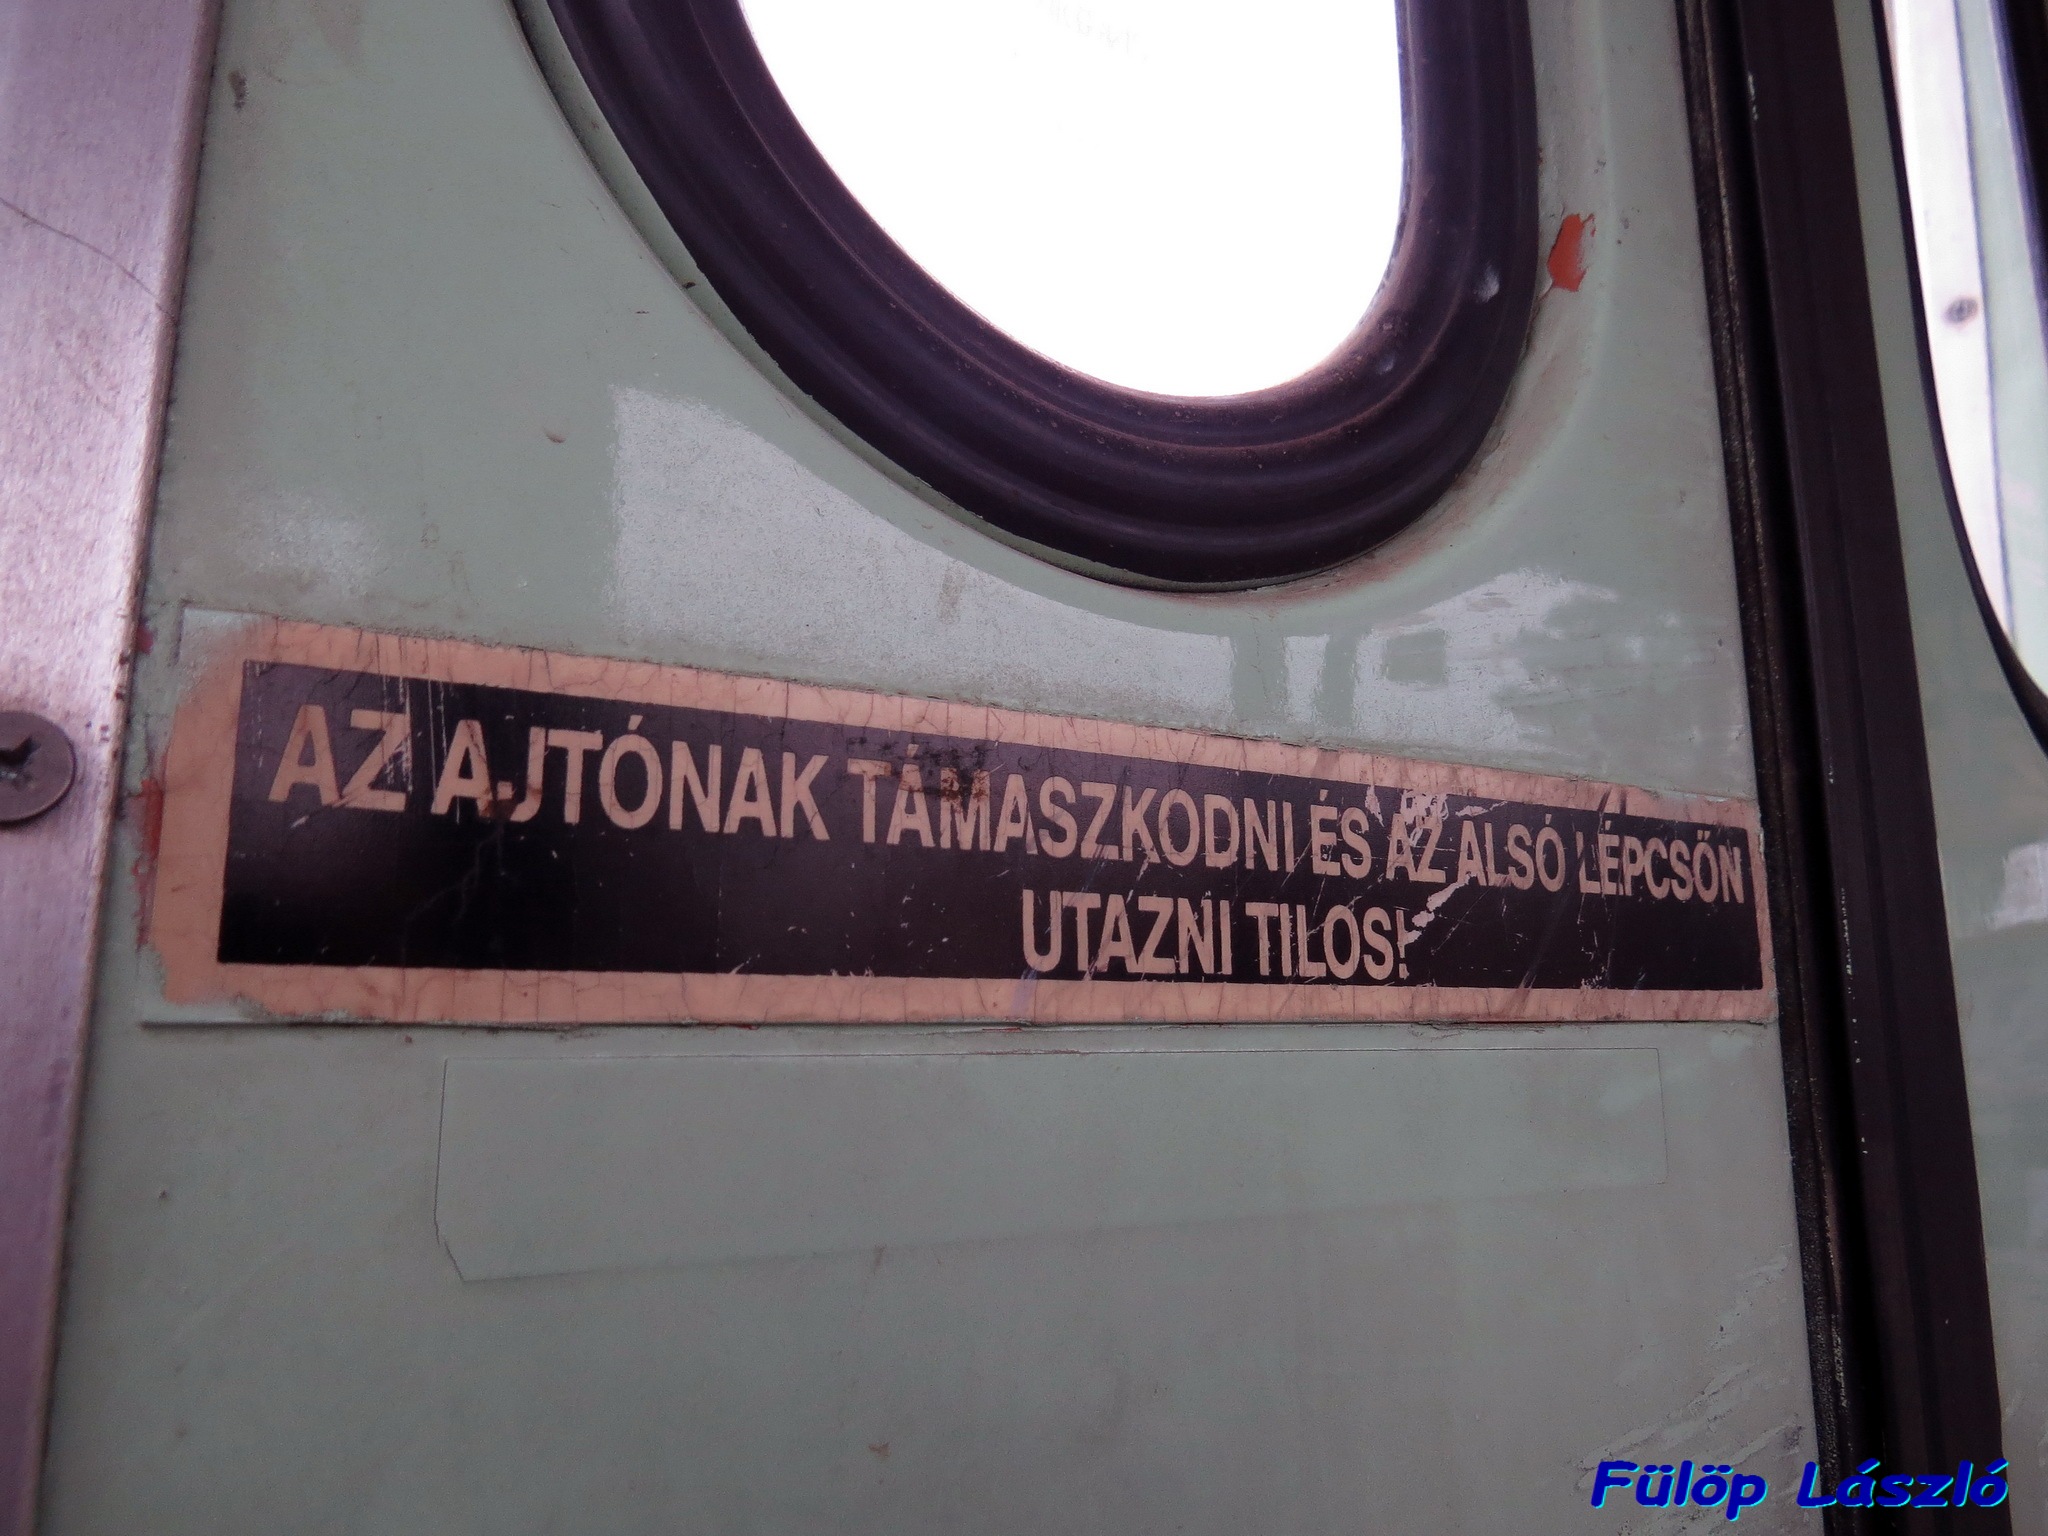 AZ AJTÓNAK TÁMASZKODNI ÉS AZ ALSÓ LÉPCSŐN
UTAZNI TILOS!
Fülöp László